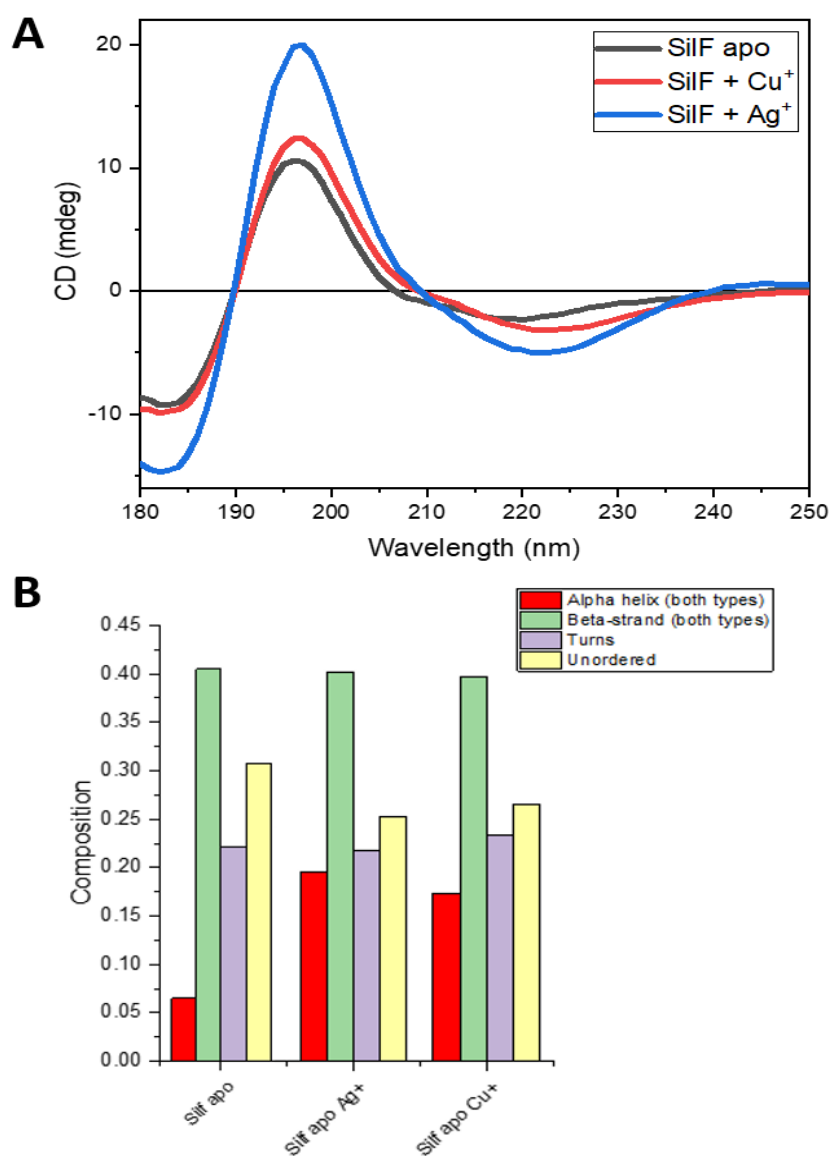 A
20
10
0
-10
CD (mdeg)
SilF apo
SilF + Cu⁺
SilF + Ag⁺
180 190 200 210 220 230 240 250
Wavelength (nm)
B
Alpha helix (both types)
Beta-strand (both types)
Turns
Unordered
0.45
0.40
0.35
0.30
0.25
0.20
0.15
0.10
0.05
0.00
Composition
Silf apo
Silf apo Ag+
Silf apo Cu+